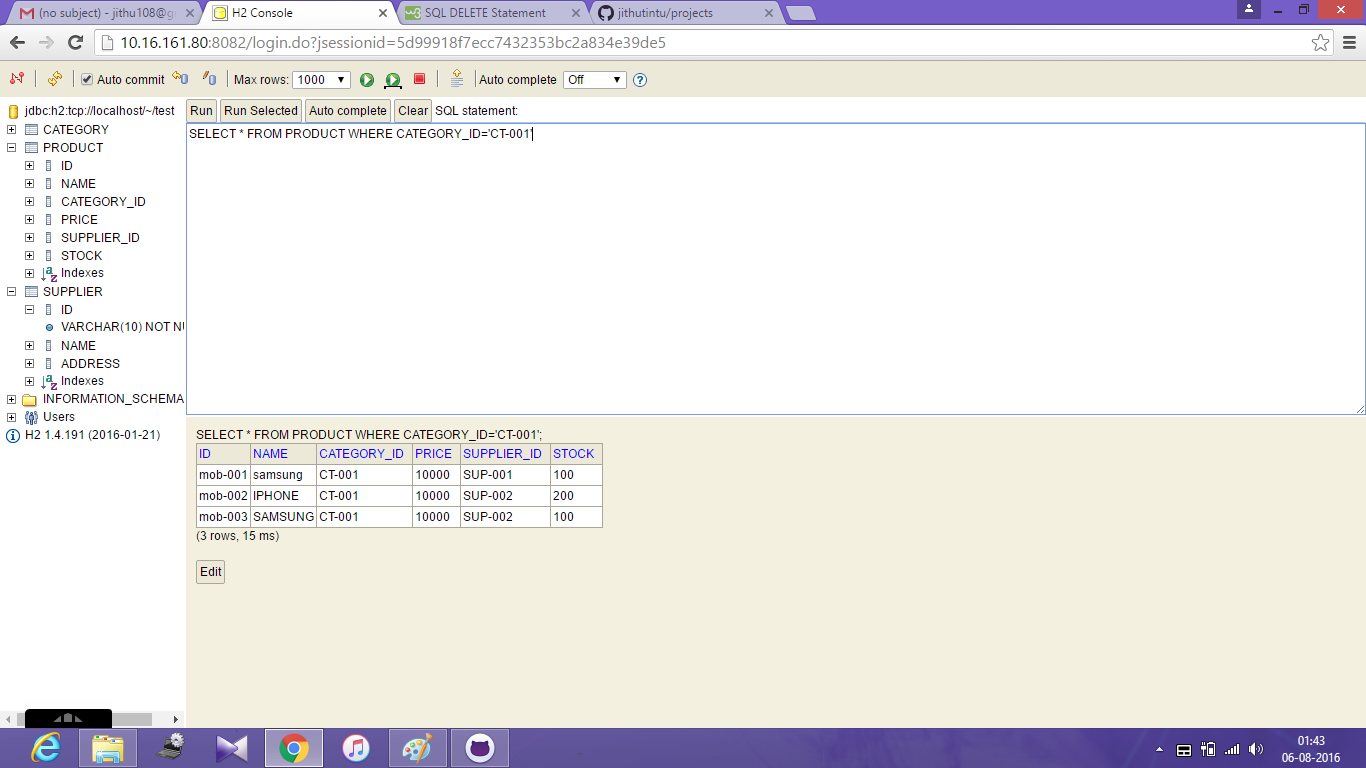 (no subject) - jithu108@g
H2 Console
SQL DELETE Statement
jithutintu/projects
10.16.161.80:8082/login.do?jsessionid=5d99918f7ecc7432353bc2a834e39de5
Auto commit
Max rows: 1000
Auto complete Off
jdbc:h2:tcp://localhost/~/test
CATEGORY
PRODUCT
ID
NAME
CATEGORY_ID
PRICE
SUPPLIER_ID
STOCK
Indexes
SUPPLIER
ID
VARCHAR(10) NOT NU
NAME
ADDRESS
Indexes
INFORMATION_SCHEMA
Users
H2 1.4.191 (2016-01-21)
Run Run Selected Auto complete Clear SQL statement:
SELECT * FROM PRODUCT WHERE CATEGORY_ID='CT-001'
SELECT * FROM PRODUCT WHERE CATEGORY_ID='CT-001';
ID NAME CATEGORY_ID PRICE SUPPLIER_ID STOCK
mob-001 samsung CT-001 10000 SUP-001 100
mob-002 IPHONE CT-001 10000 SUP-002 200
mob-003 SAMSUNG CT-001 10000 SUP-002 100
(3 rows, 15 ms)
Edit
01:43
06-08-2016